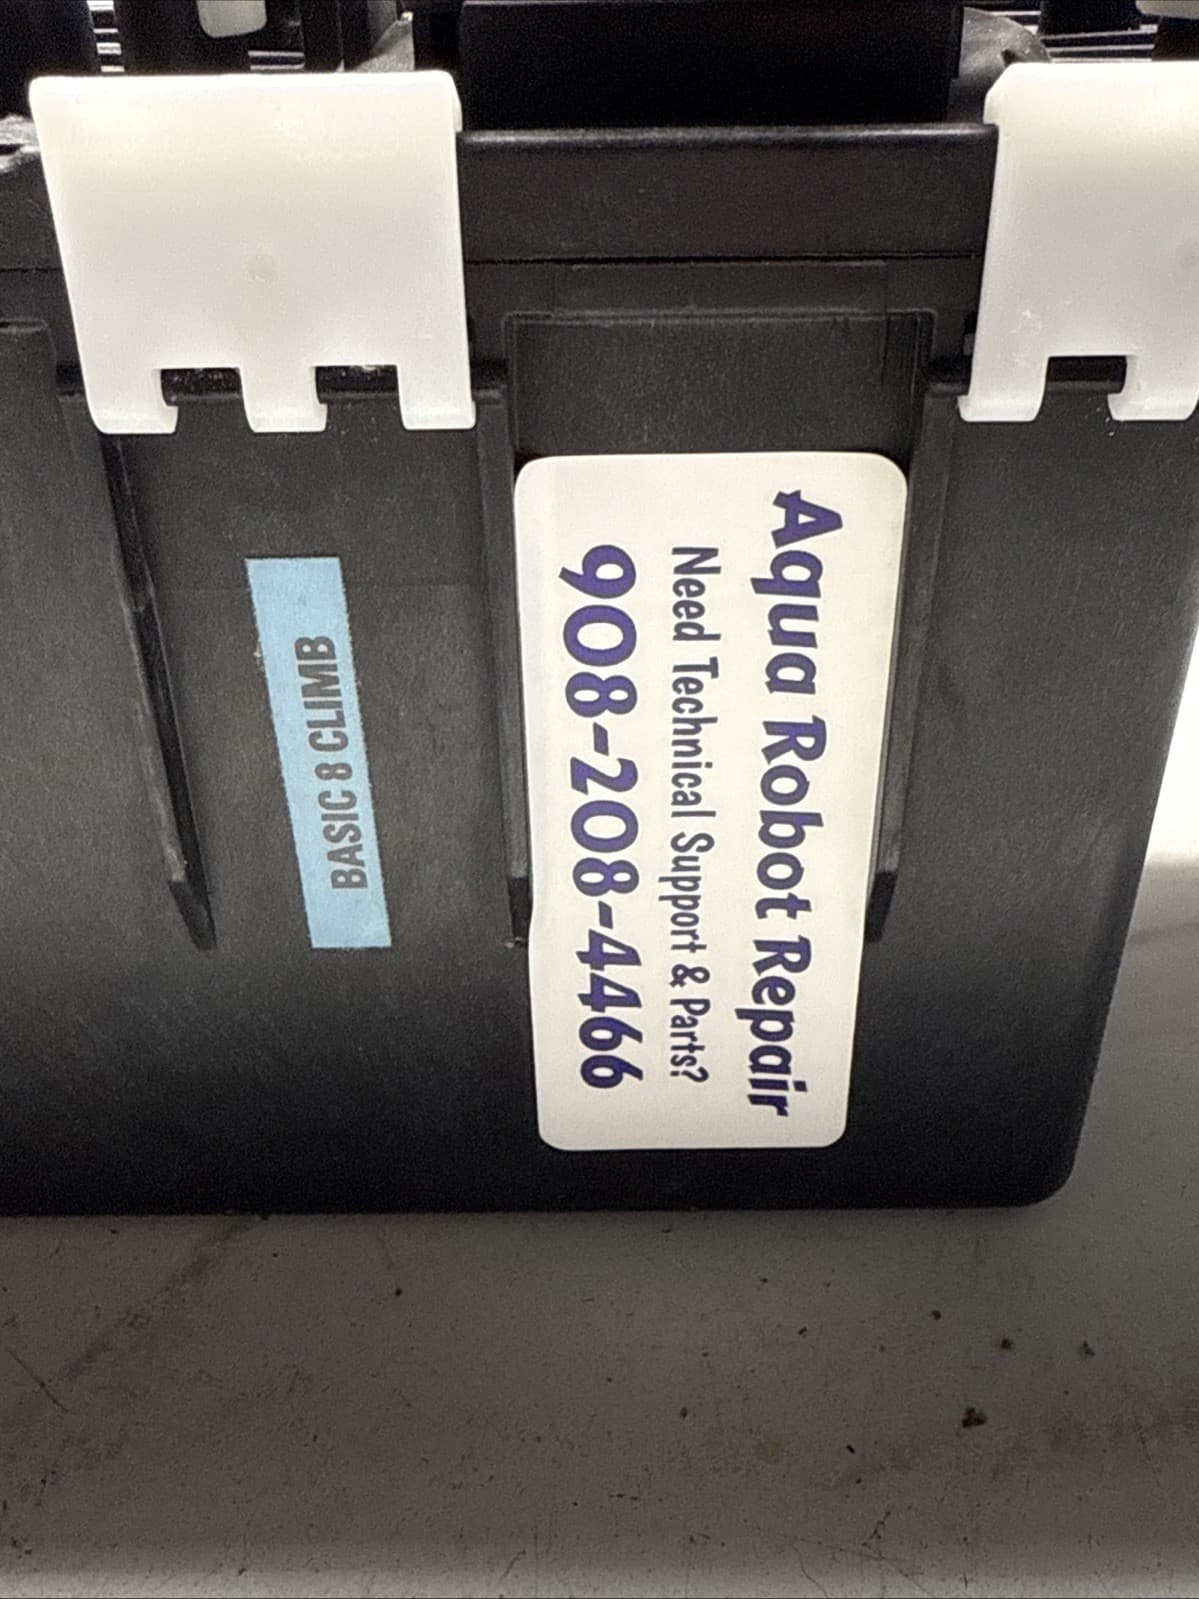 Aqua Robot Repair
Need Technical Support & Parts?
908-208-4466
BASIC 8 CLIMB